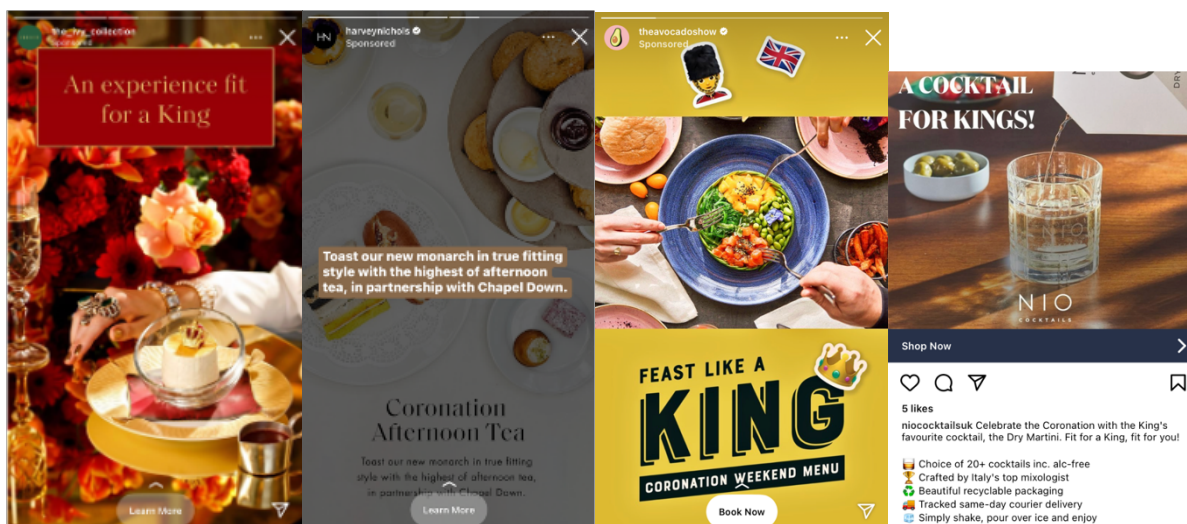 the_ivy_collection
Sponsored
An experience fit
for a King
Learn More
HN
harveynichols
Sponsored
Toast our new monarch in true fitting
style with the highest of afternoon
tea, in partnership with Chapel Down.
Coronation
Afternoon Tea
Toast our new monarch in true fitting
style with the highest of afternoon tea,
in partnership with Chapel Down.
Learn More
theavocadoshow
Sponsored
FEAST LIKE A
KING
CORONATION WEEKEND MENU
Book Now
A COCKTAIL
FOR KINGS!
DRY
NIO
NIO
COCKTAILS
Shop Now
5 likes
niococktailsuk Celebrate the Coronation with the King's
favourite cocktail, the Dry Martini. Fit for a King, fit for you!
Choice of 20+ cocktails inc. alc-free
Crafted by Italy's top mixologist
Beautiful recyclable packaging
Tracked same-day courier delivery
Simply shake, pour over ice and enjoy